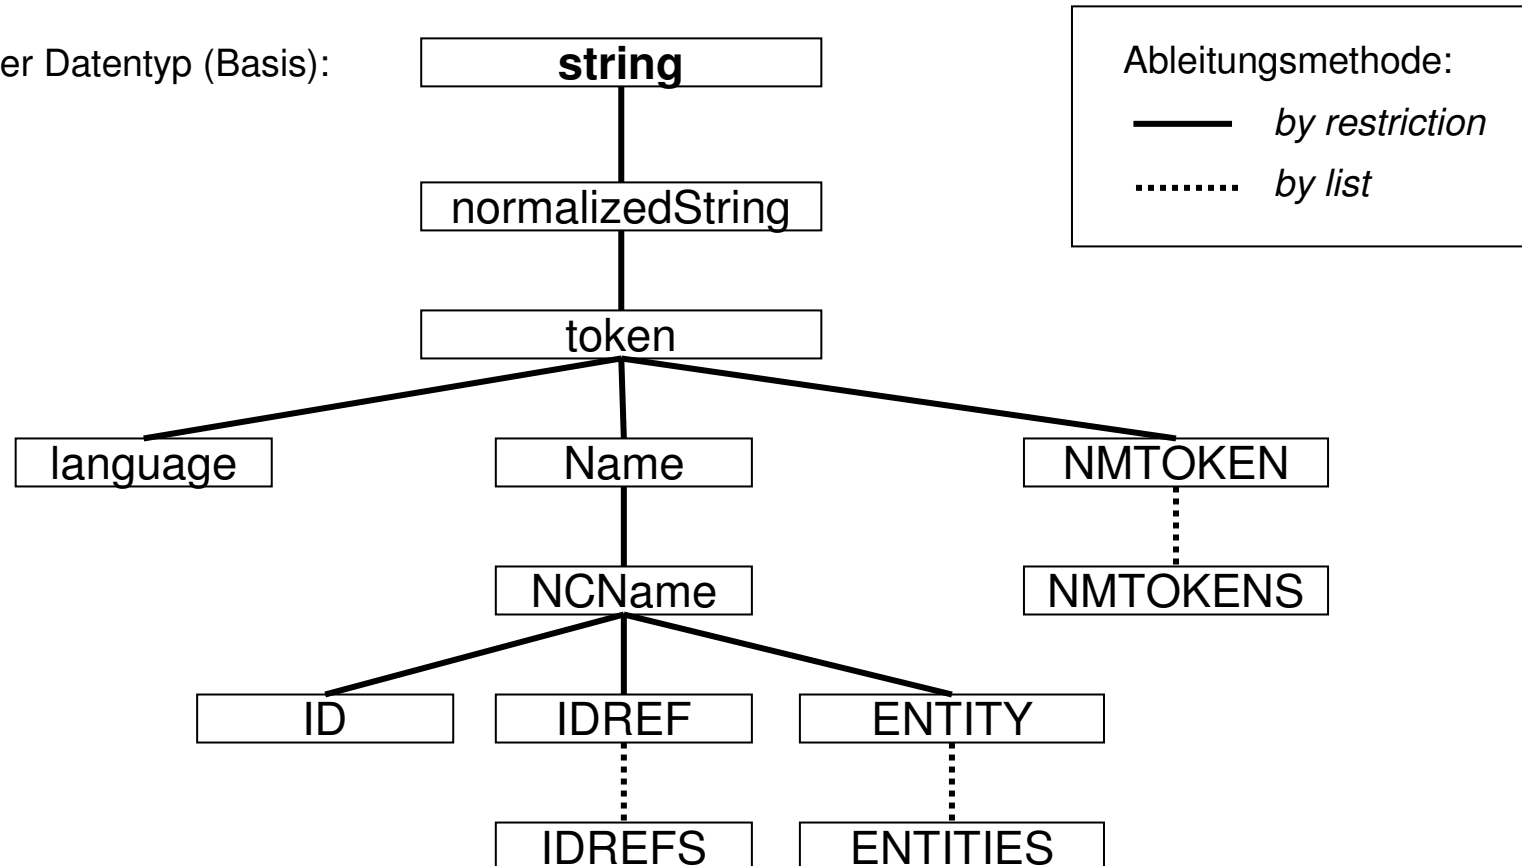 er Datentyp (Basis):
string
Ableitungsmethode:
by restriction
by list
normalizedString
token
language
Name
NMTOKEN
NCName
NMTOKENS
ID
IDREF
ENTITY
IDREFS
ENTITIES